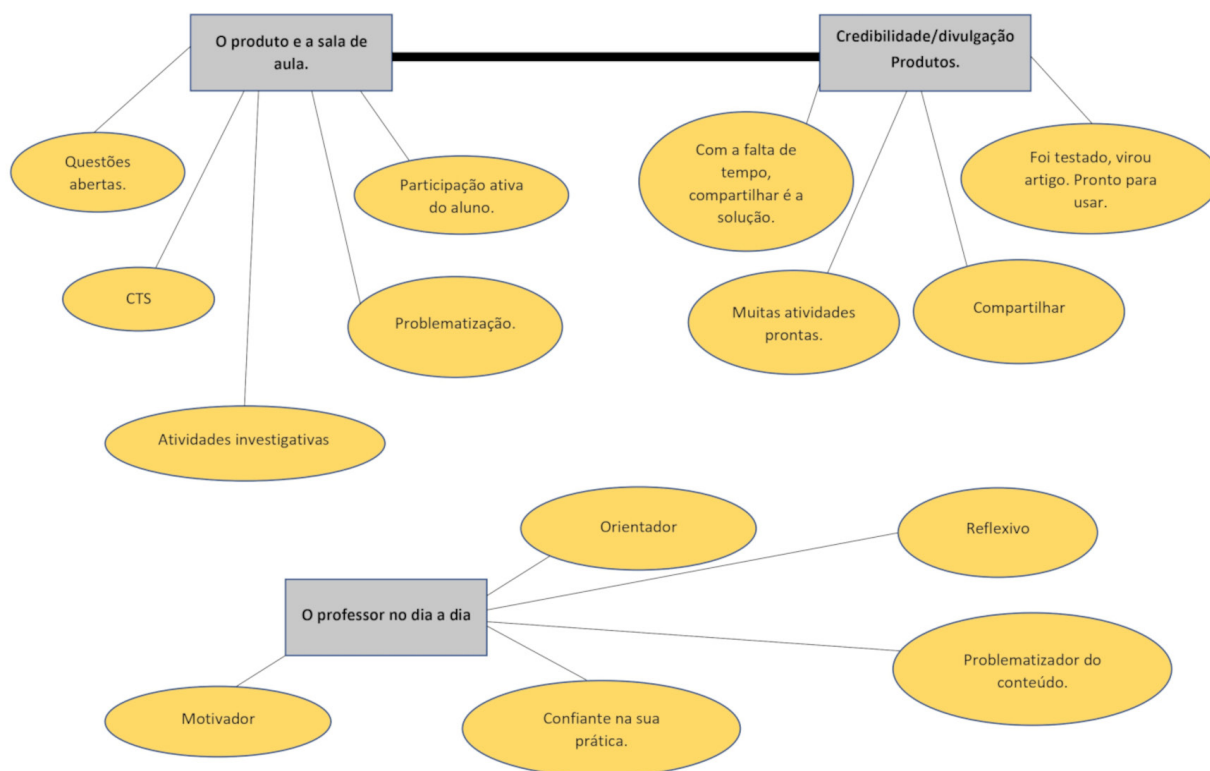 O produto e a sala de
aula.
Credibilidade/divulgação
Produtos.
Questões
abertas.
Participação ativa
do aluno.
Com a falta de
tempo,
compartilhar é a
solução.
Foi testado, virou
artigo. Pronto para
usar.
CTS
Problematização.
Muitas atividades
prontas.
Compartilhar
Atividades investigativas
Orientador
Reflexivo
O professor no dia a dia
Problematizador do
conteúdo.
Motivador
Confiante na sua
prática.